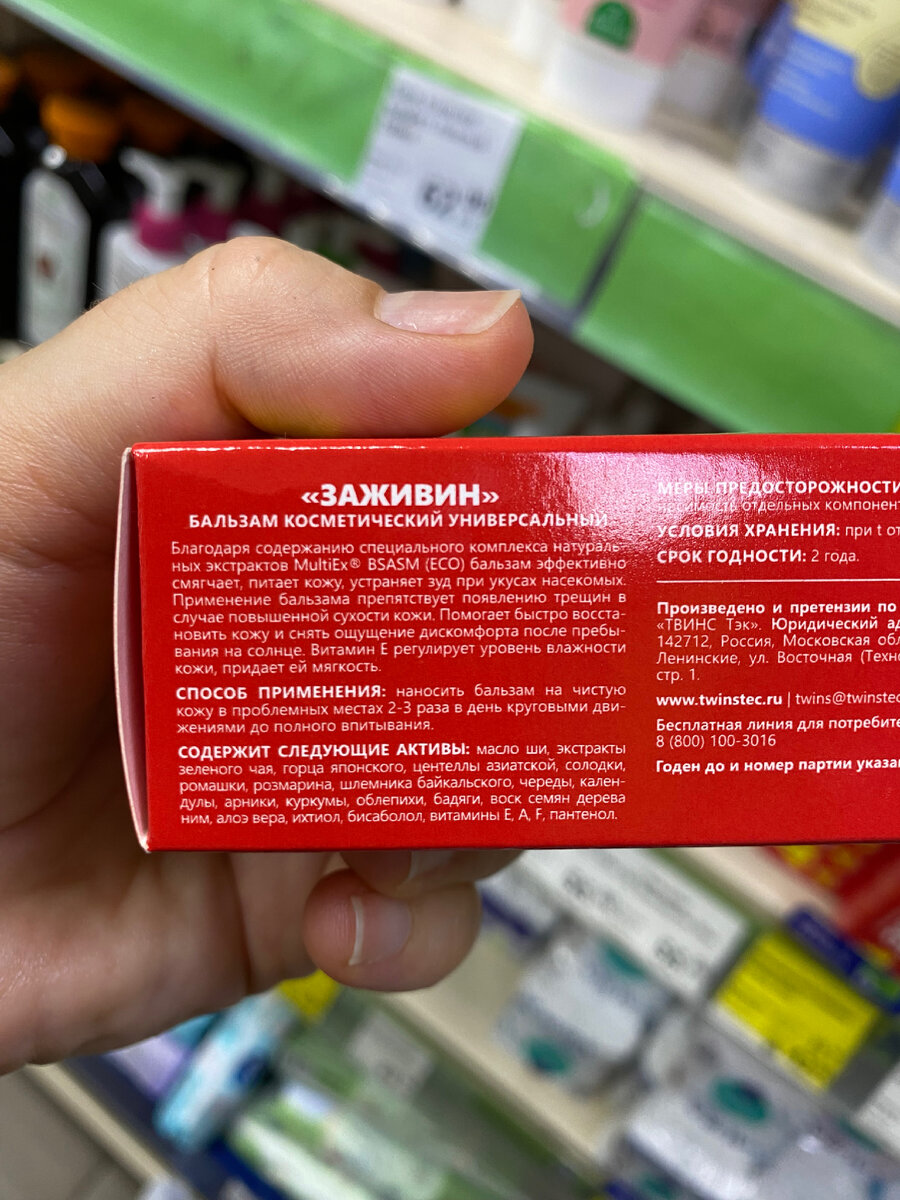 «ЗАЖИВИН»
БАЛЬЗАМ КОСМЕТИЧЕСКИЙ УНИВЕРСАЛЬНЫЙ
Благодаря содержанию специального комплекса натураль-
ных экстрактов MultiEx® BSASM (ECO) бальзам эффективно
смягчает, питает кожу, устраняет зуд при укусах насекомых.
Применение бальзама препятствует появлению трещин в
случае повышенной сухости кожи. Помогает быстро восста-
новить кожу и снять ощущение дискомфорта после пребы-
вания на солнце. Витамин Е регулирует уровень влажности
кожи, придает ей мягкость.
СПОСОБ ПРИМЕНЕНИЯ: наносить бальзам на чистую
кожу в проблемных местах 2-3 раза в день круговыми дви-
жениями до полного впитывания.
СОДЕРЖИТ СЛЕДУЮЩИЕ АКТИВЫ: масло ши, экстракты
зеленого чая, горца японского, центеллы азиатской, солодки,
ромашки, розмарина, шлемника байкальского, череды, кален-
дулы, арники, куркумы, облепихи, бадяги, воск семян дерева
ним, алоэ вера, ихтиол, бисаболол, витамины Е, А, F, пантенол.
МЕРЫ ПРЕДОСТОРОЖНОСТИ
отдельных компонент
УСЛОВИЯ ХРАНЕНИЯ: при t от
СРОК ГОДНОСТИ: 2 года.
Произведено и претензии по
«ТВИНС Тэк». Юридический ад
142712, Россия, Московская обл
Ленинские, ул. Восточная (Техно
стр. 1.
www.twinstec.ru | twins@twinstec
Бесплатная линия для потребите
8 (800) 100-3016
Годен до и номер партии указа